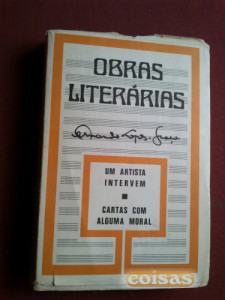 OBRAS
LITERÁRIAS
UM ARTISTA
INTERVEM
CARTAS COM
ALGUMA MORAL
coisas